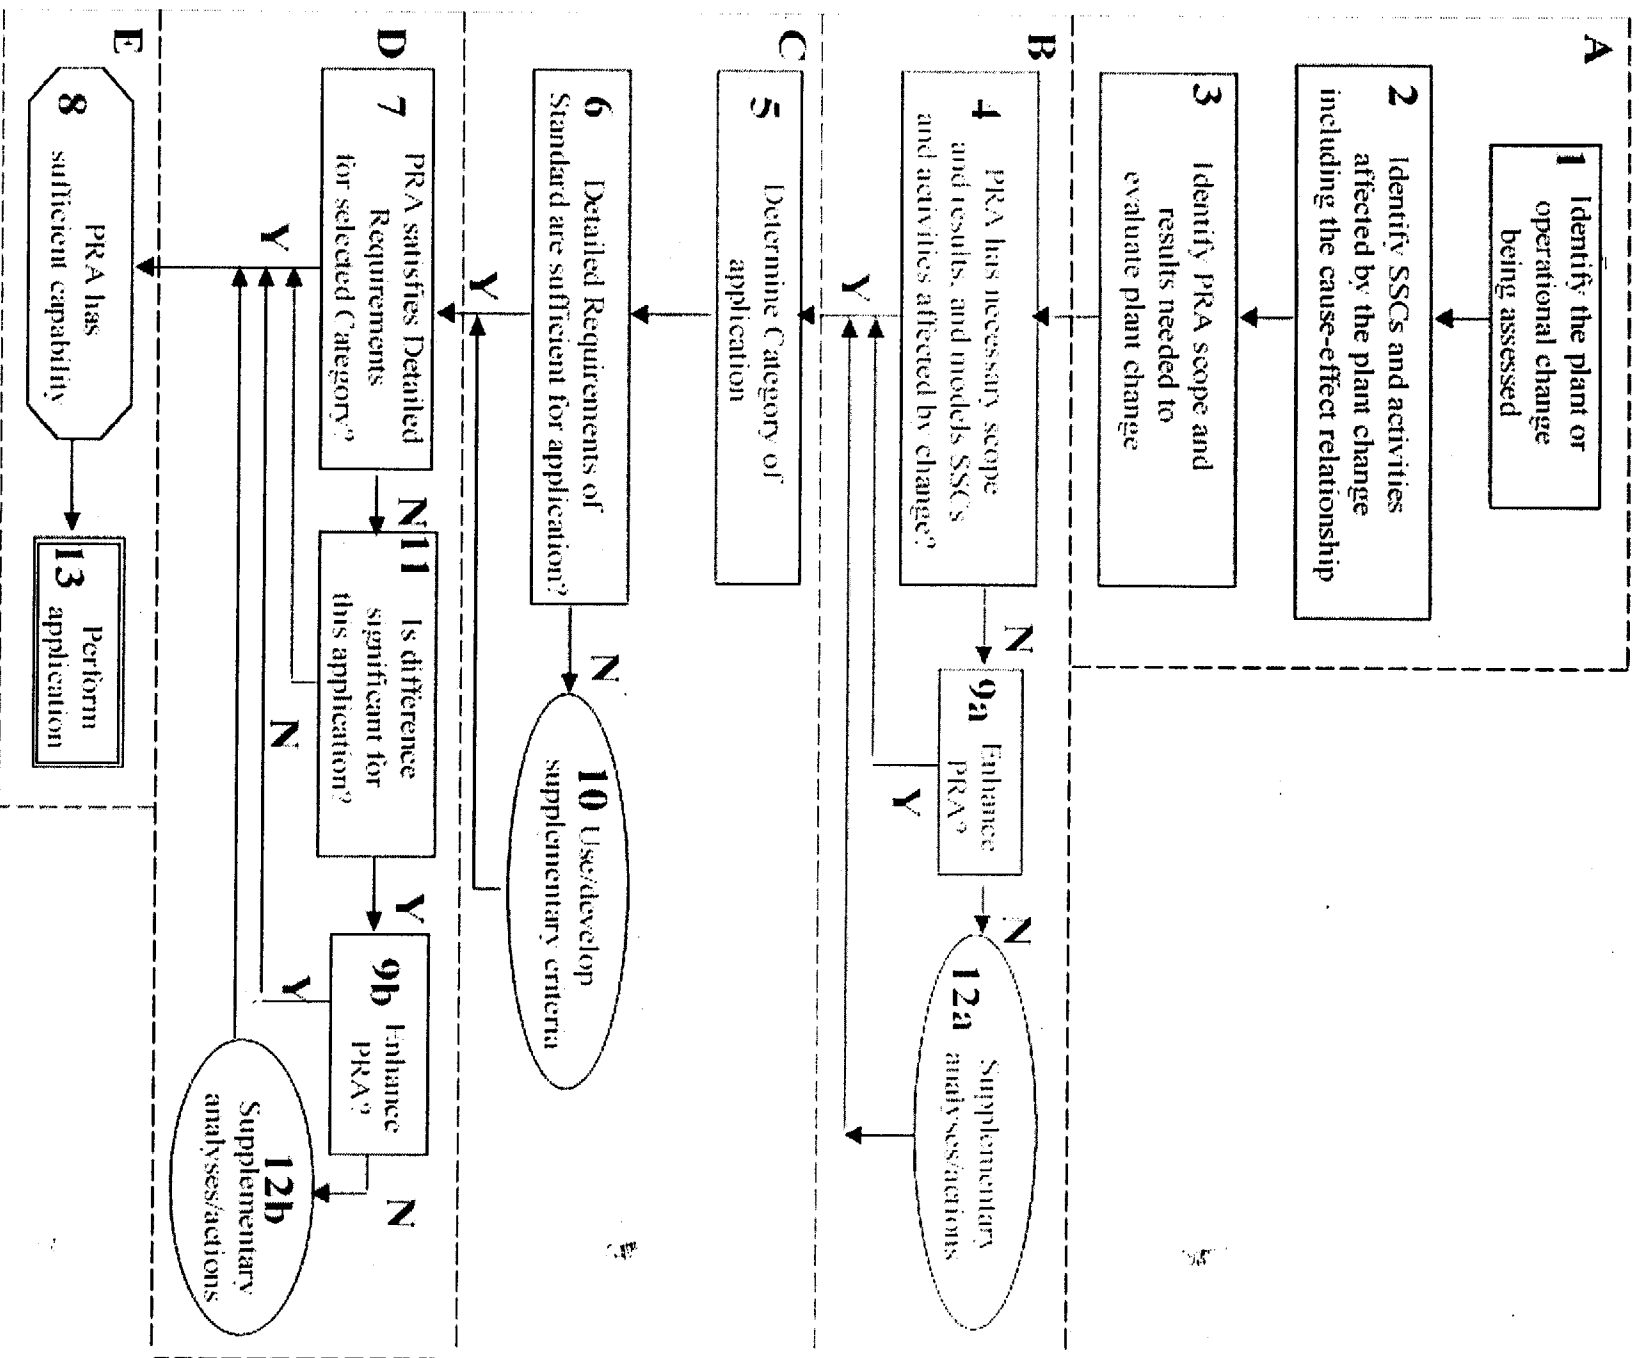 A
1 Identify the plant or
operational change
being assessed
2 Identify SSCs and activities
affected by the plant change
including the cause-effect relationship
3 Identify PRA scope and
results needed to
evaluate plant change
B
4 PRA has necessary scope
and results, and models SSCs
and activities affected by change?
N
9a Enhance
PRA?
N
12a Supplementary
analyses/actions
Y
Y
C
5 Determine Category of
application
6 Detailed Requirements of
Standard are sufficient for application?
N
10 Use/develop
supplementary criteria
Y
D
7 PRA satisfies Detailed
Requirements
for selected Category?
N
11 Is difference
significant for
this application?
Y
9b Enhance
PRA?
N
12b
Supplementary
analyses/actions
Y
N
Y
E
8 PRA has
sufficient capability
13 Perform
application